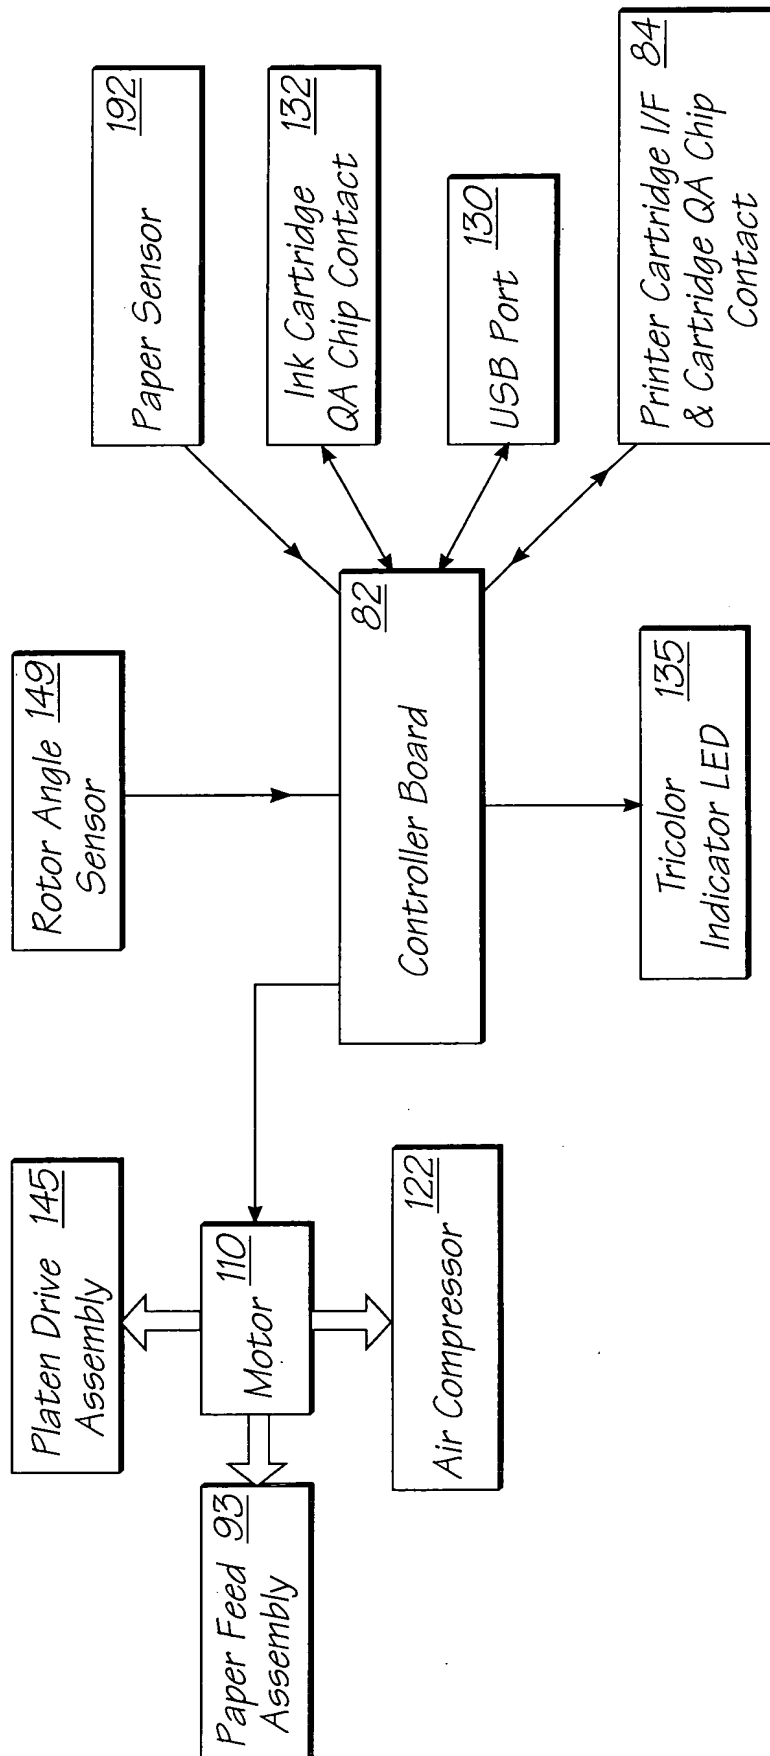 Platen Drive 145
Assembly
Rotor Angle 149
Sensor
Paper Sensor
192
Paper Feed 93
Assembly
110
Motor
Ink Cartridge 132
QA Chip Contact
82
Controller Board
Air Compressor
122
USB Port 130
Tricolor 135
Indicator LED
Printer Cartridge I/F 84
& Cartridge QA Chip
Contact